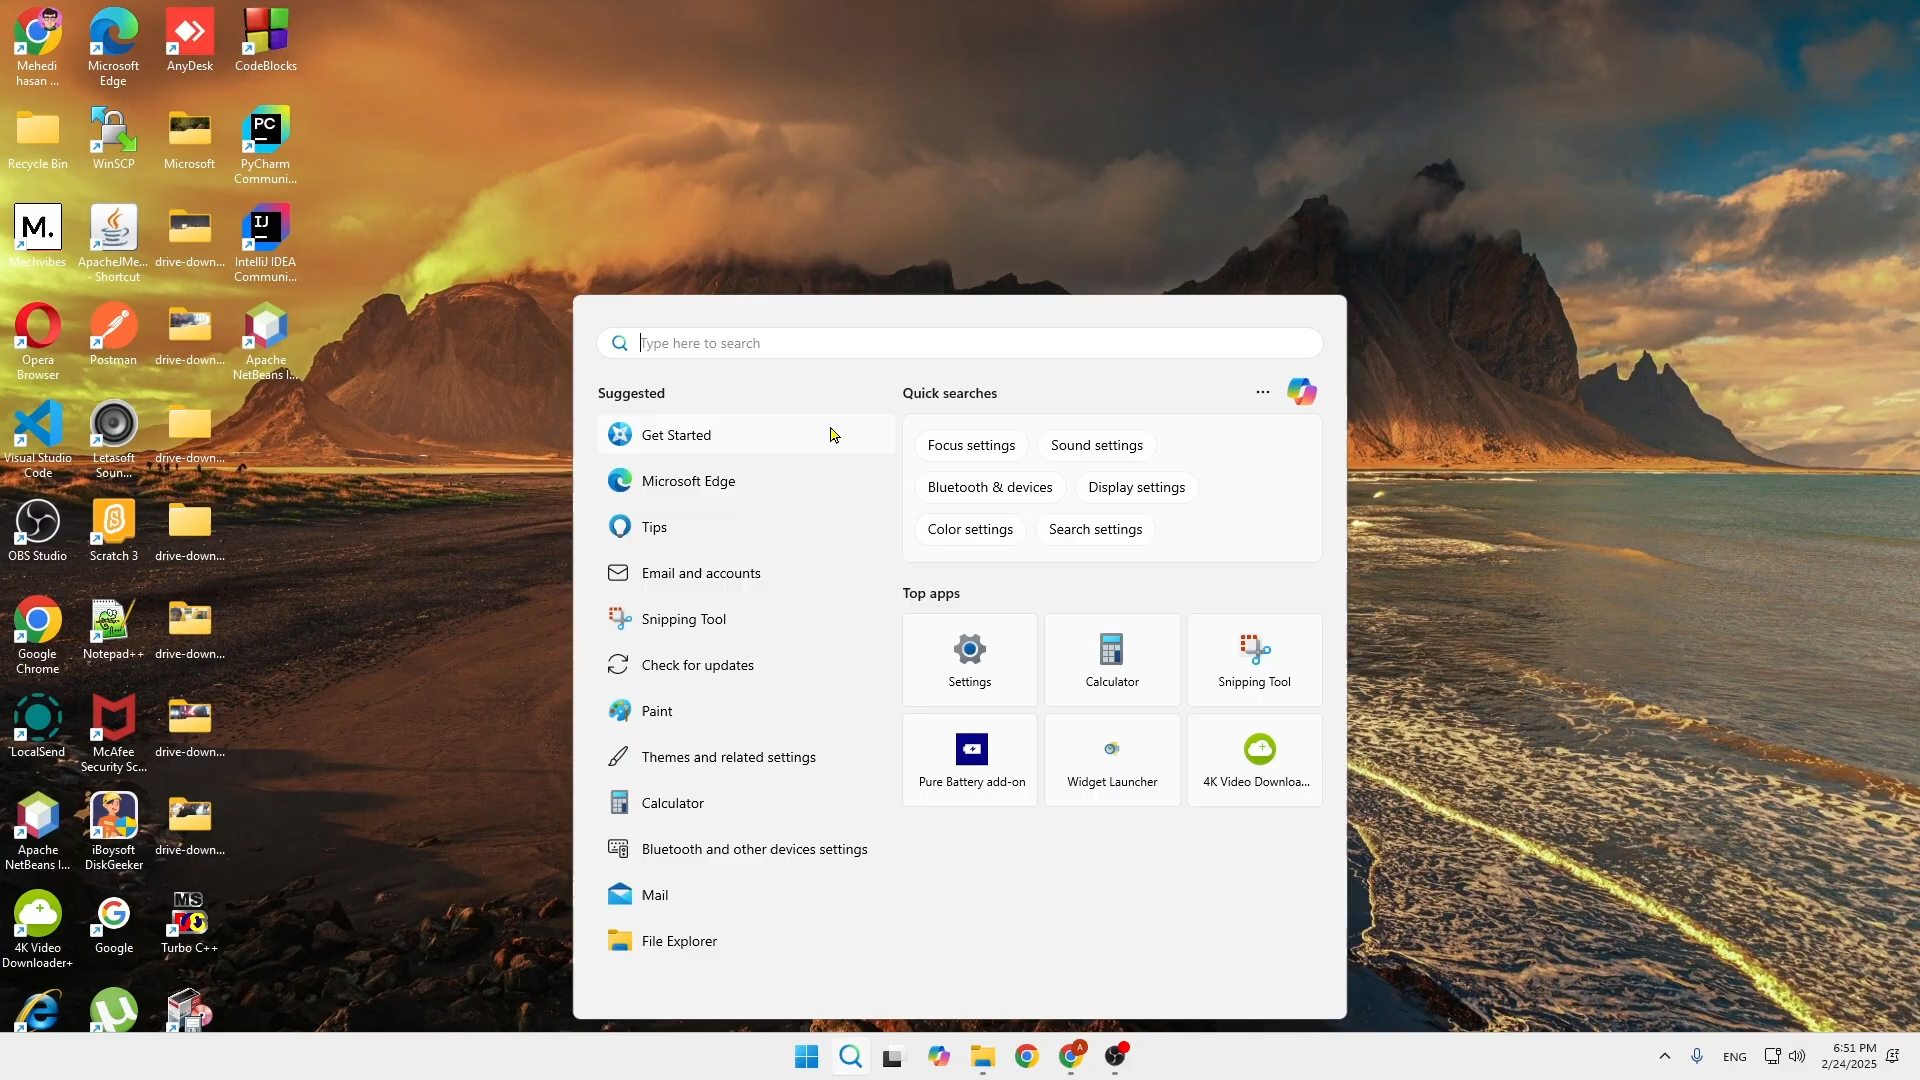 Mehedi
hasan ...
Microsoft
Edge
AnyDesk
CodeBlocks
Recycle Bin
WinSCP
Microsoft
PC
PyCharm
Communi...
M.
Mechvibes
ApacheJMe...
- Shortcut
drive-down...
IJ
IntelliJ IDEA
Communi...
Opera
Browser
Postman
drive-down...
Apache
NetBeans I...
Visual Studio
Code
Letasoft
Soun...
drive-down...
OBS Studio
Scratch 3
drive-down...
Google
Chrome
Notepad++
drive-down...
LocalSend
McAfee
Security Sc...
drive-down...
Apache
NetBeans I...
iBoysoft
DiskGeeker
drive-down...
4K Video
Downloader+
Google
MS
Turbo C++
Type here to search
Suggested
Get Started
Microsoft Edge
Tips
Email and accounts
Snipping Tool
Check for updates
Paint
Themes and related settings
Calculator
Bluetooth and other devices settings
Mail
File Explorer
Quick searches
Focus settings
Sound settings
Bluetooth & devices
Display settings
Color settings
Search settings
Top apps
Settings
Calculator
Snipping Tool
Pure Battery add-on
Widget Launcher
4K Video Downloa...
A
ENG
6:51 PM
2/24/2025